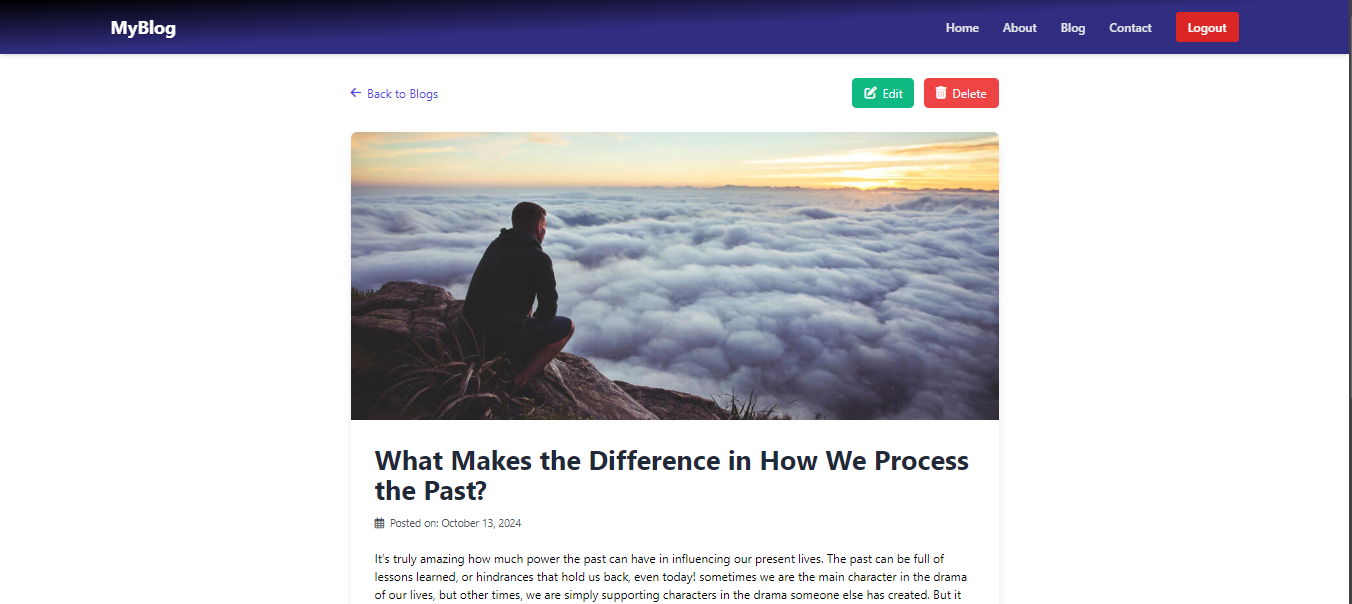 MyBlog
Home
About
Blog
Contact
Logout
Back to Blogs
Edit
Delete
What Makes the Difference in How We Process
the Past?
Posted on: October 13, 2024
It's truly amazing how much power the past can have in influencing our present lives. The past can be full of
lessons learned, or hindrances that hold us back, even today! sometimes we are the main character in the drama
of our lives, but other times, we are simply supporting characters in the drama someone else has created. But it